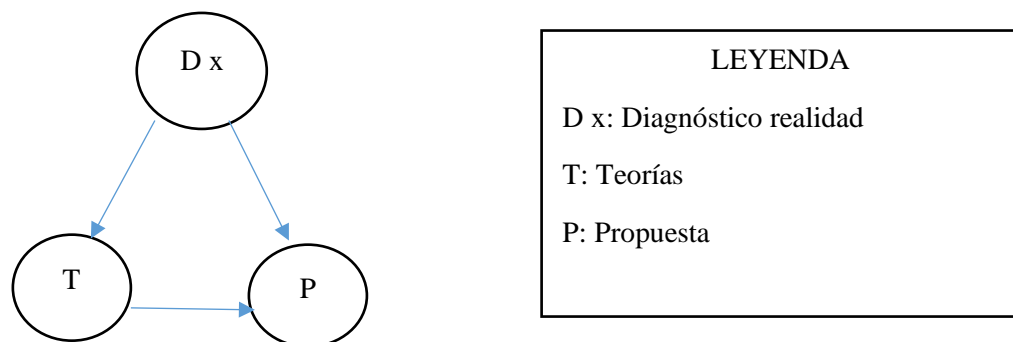 D x
T
P
LEYENDA
D x: Diagnóstico realidad
T: Teorías
P: Propuesta